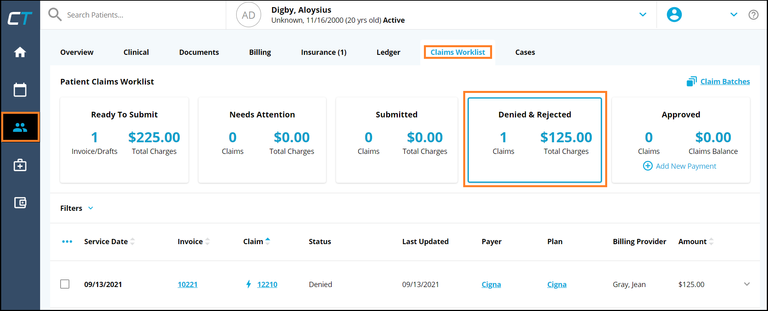 CT
Search Patients...
AD
Digby, Aloysius
Unknown, 11/16/2000 (20 yrs old) Active
Overview Clinical Documents Billing Insurance (1) Ledger Claims Worklist Cases
Patient Claims Worklist
Claim Batches
Ready To Submit
1 $225.00
Invoice/Drafts Total Charges
Needs Attention
0 $0.00
Claims Total Charges
Submitted
0 $0.00
Claims Total Charges
Denied & Rejected
1 $125.00
Claims Total Charges
Approved
0 $0.00
Claims Claims Balance
Add New Payment
Filters
Service Date Invoice Claim Status Last Updated Payer Plan Billing Provider Amount
09/13/2021 10221 12210 Denied 09/13/2021 Cigna Cigna Gray, Jean $125.00